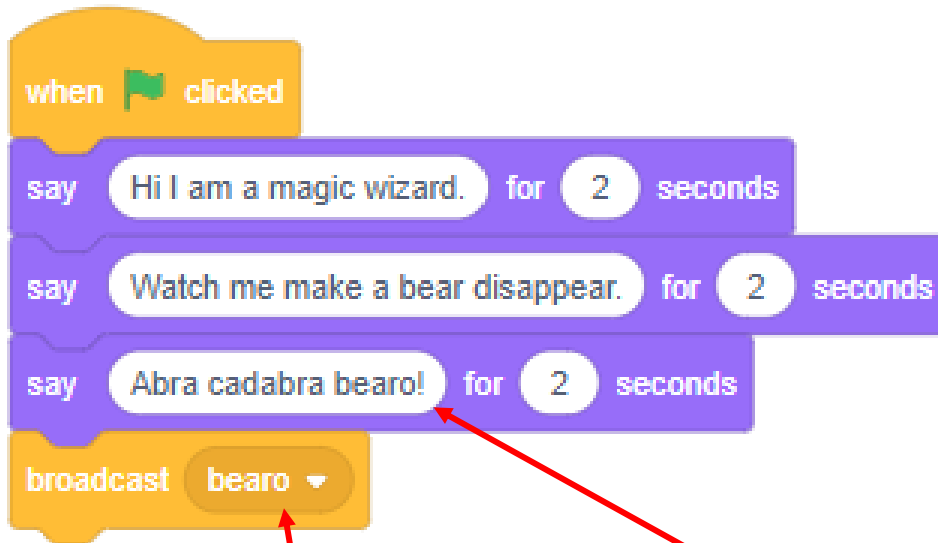 when clicked
say Hi I am a magic wizard. for 2 seconds
say Watch me make a bear disappear. for 2 seconds
say Abra cadabra bearo! for 2 seconds
broadcast bearo